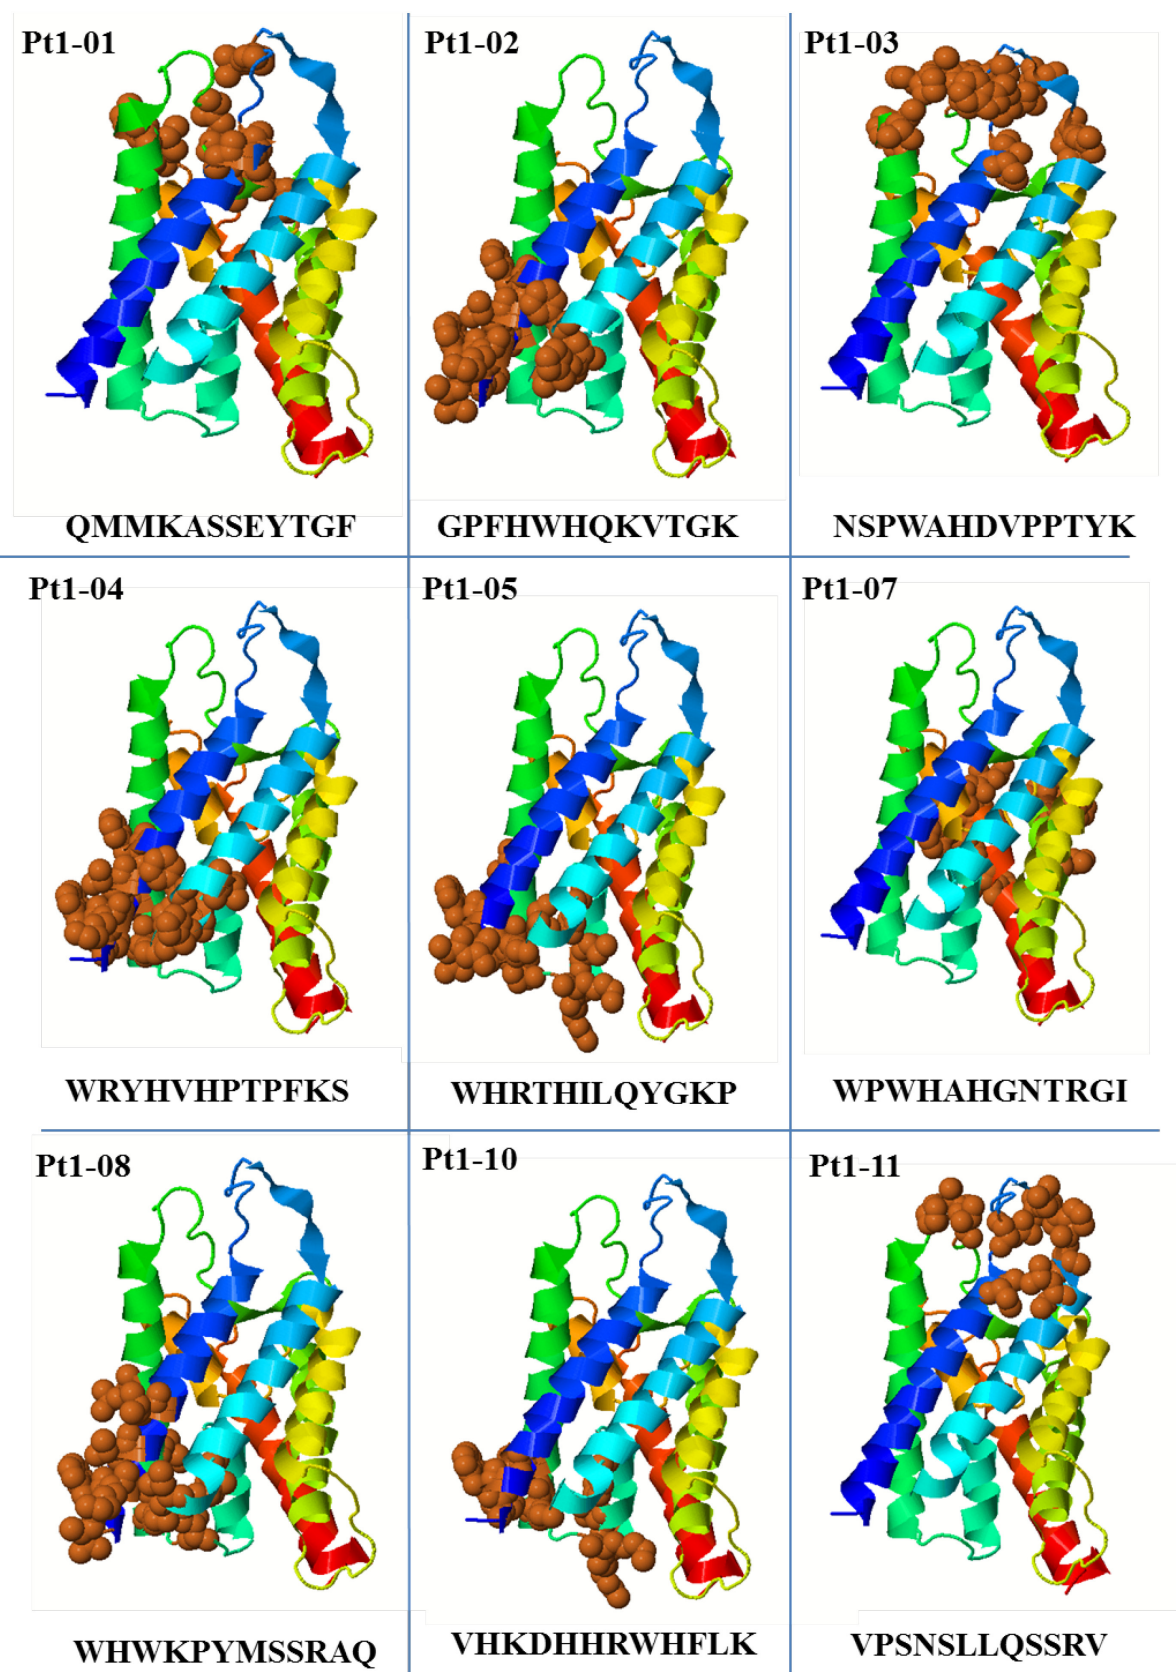 Pt1-01
Pt1-02
Pt1-03
QMMKASSEYTGF
GPFHWHQKVTGK
NSPWAHDVPPTYK
Pt1-04
Pt1-05
Pt1-07
WRYHVHPTPFKS
WHRTHILQYGKP
WPWHAHGNTRGI
Pt1-08
Pt1-10
Pt1-11
WHWKPYMSSRAQ
VHKDHHRWHFLK
VPSNSLLQSSRV